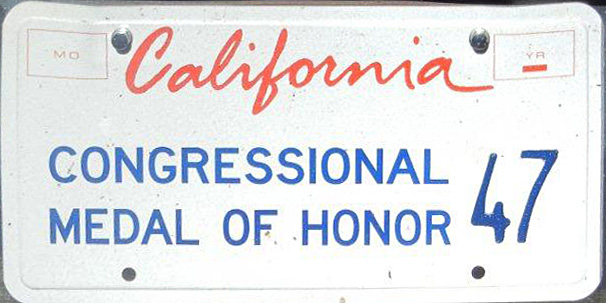 MO California YR
CONGRESSIONAL
MEDAL OF HONOR 47